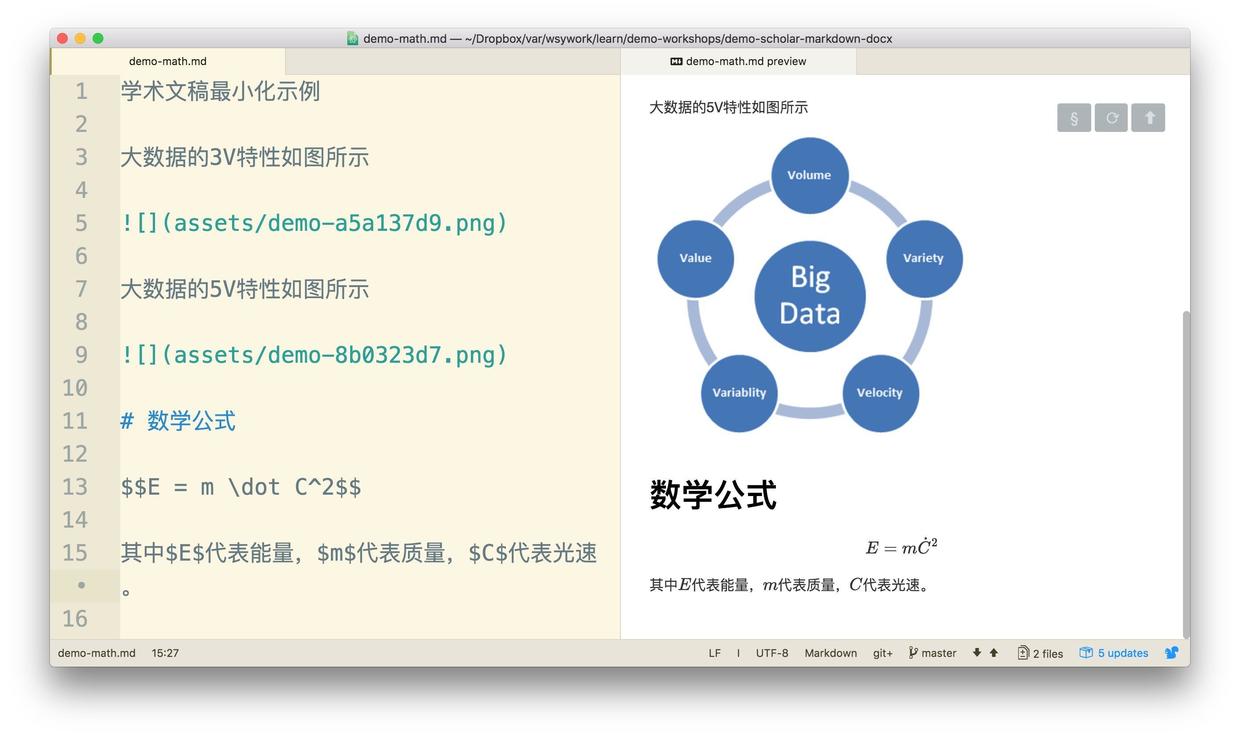 demo-math.md — ~/Dropbox/var/wsywork/learn/demo-workshops/demo-scholar-markdown-docx
demo-math.md
1 学术文稿最小化示例
2
3 大数据的3V特性如图所示
4
5 ![](assets/demo-a5a137d9.png)
6
7 大数据的5V特性如图所示
8
9 ![](assets/demo-8b0323d7.png)
10
11 # 数学公式
12
13 $$E = m \dot C^2$$
14
15 其中$E$代表能量，$m$代表质量，$C$代表光速
• 。
16
demo-math.md preview
大数据的5V特性如图所示
§
Volume
Value
Variety
Big
Data
Variablity
Velocity
数学公式
E = mĊ²
其中E代表能量，m代表质量，C代表光速。
demo-math.md 15:27 LF I UTF-8 Markdown git+ master 2 files 5 updates